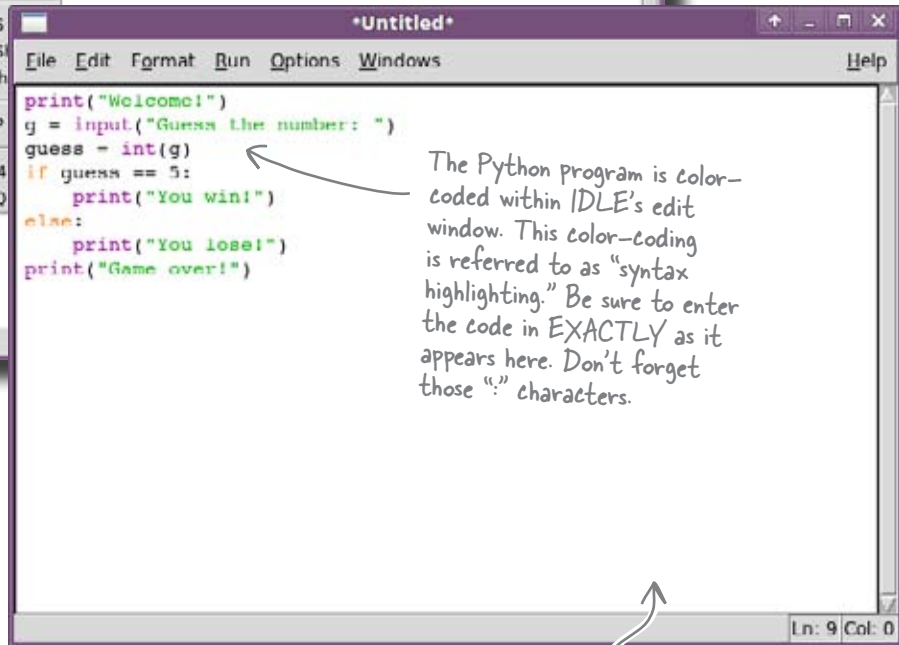 *Untitled*
File Edit Format Run Options Windows Help
print("Welcome!")
g = input("Guess the number: ")
guess = int(g)
if guess == 5:
    print("You win!")
else:
    print("You lose!")
print("Game over!")
The Python program is color-
coded within IDLE's edit
window. This color-coding
is referred to as "syntax
highlighting." Be sure to enter
the code in EXACTLY as it
appears here. Don't forget
those ":" characters.
Ln: 9 Col: 0